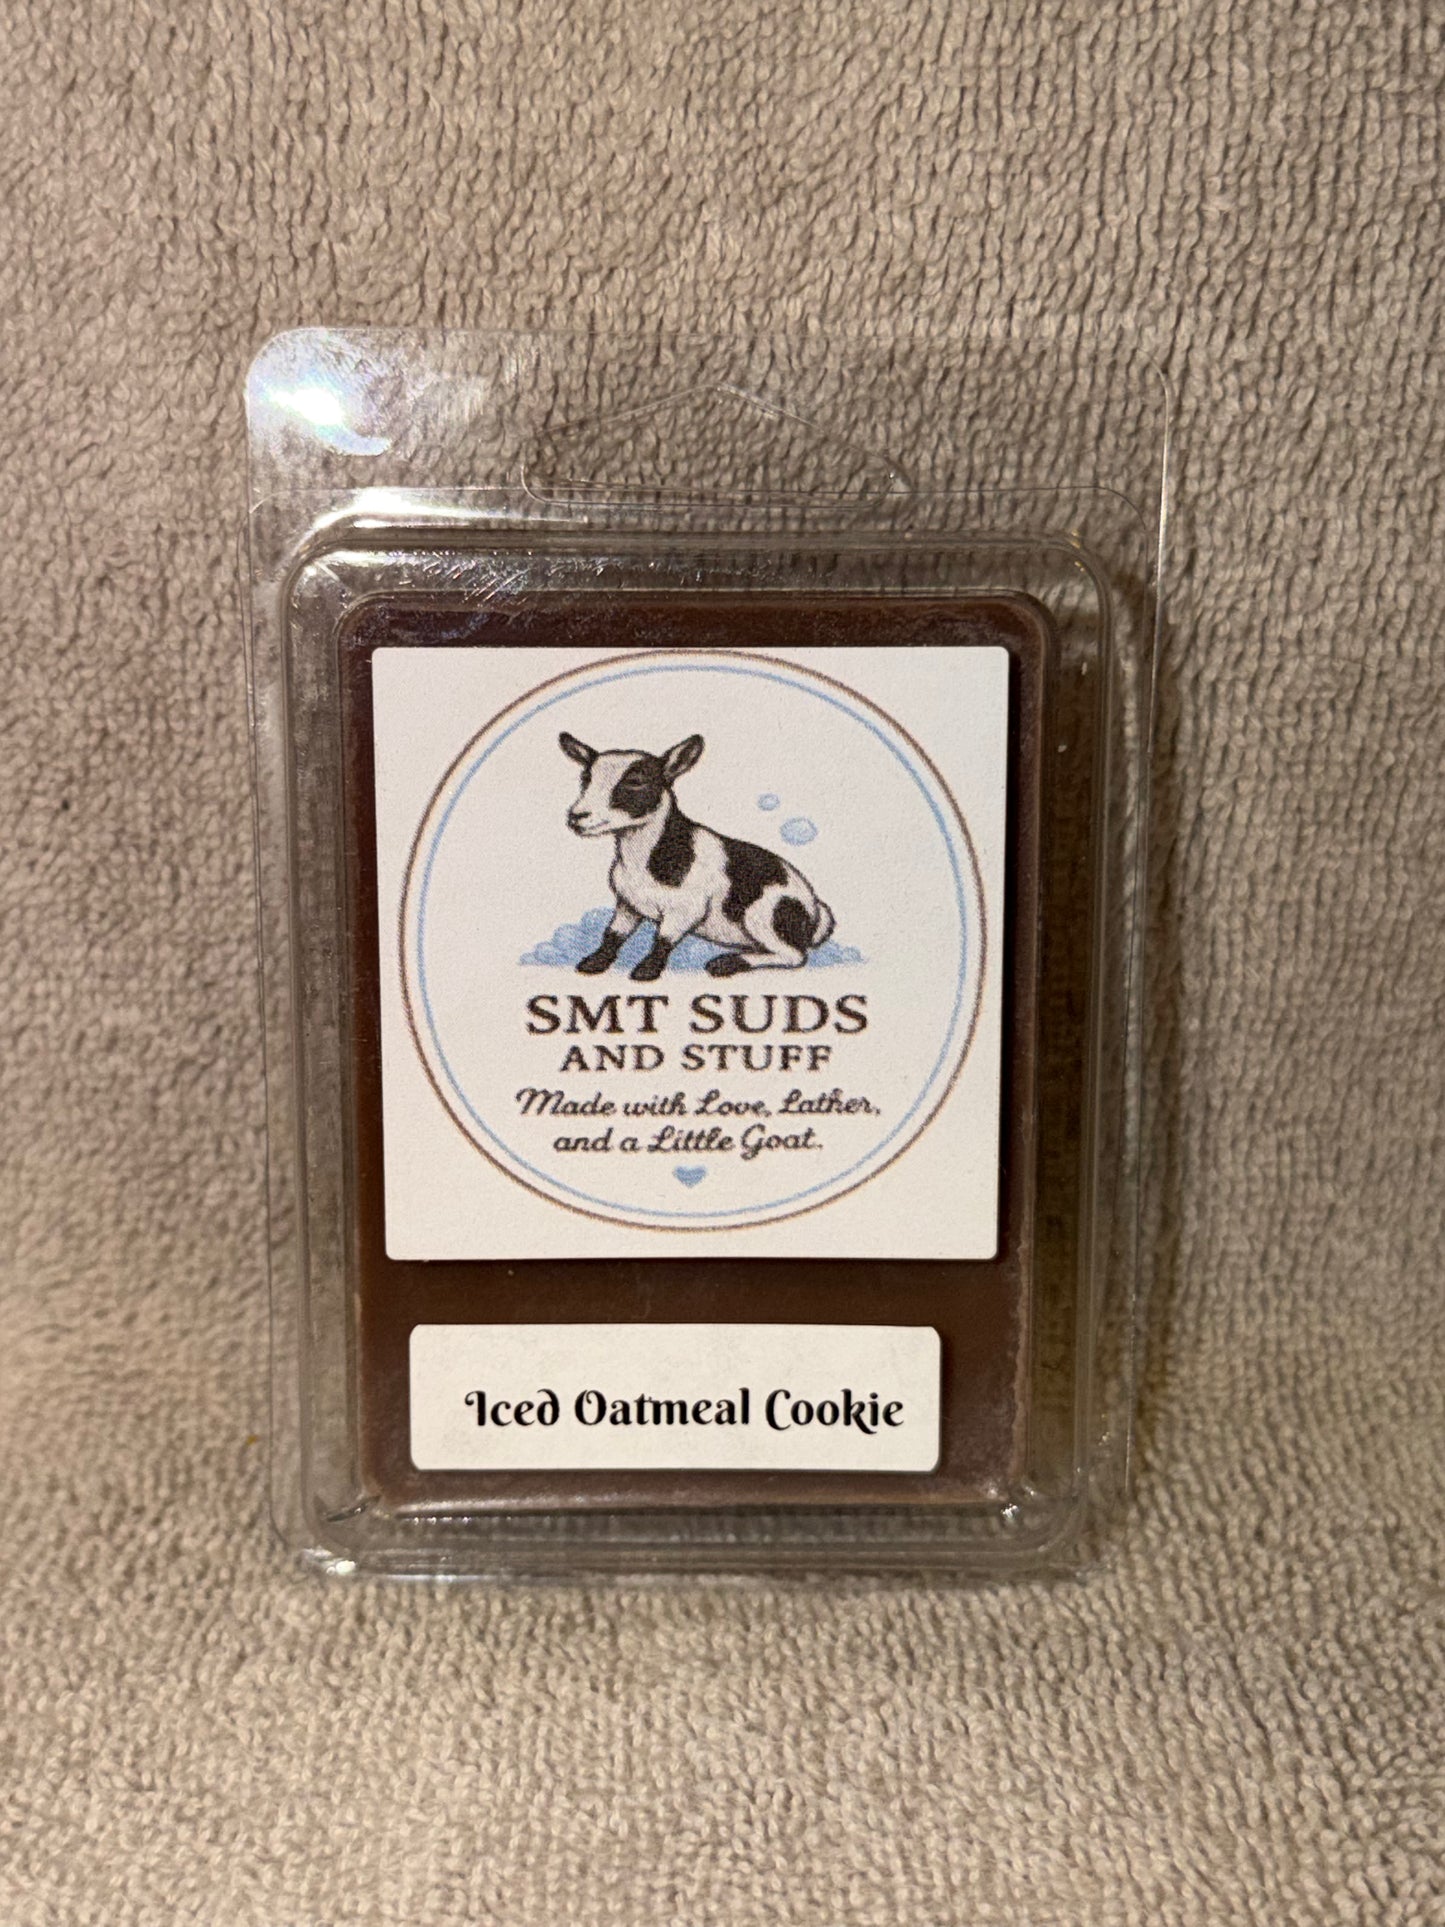 SMT SUDS
AND STUFF
Made with Love, Lather,
and a Little Goat.
Iced Oatmeal Cookie